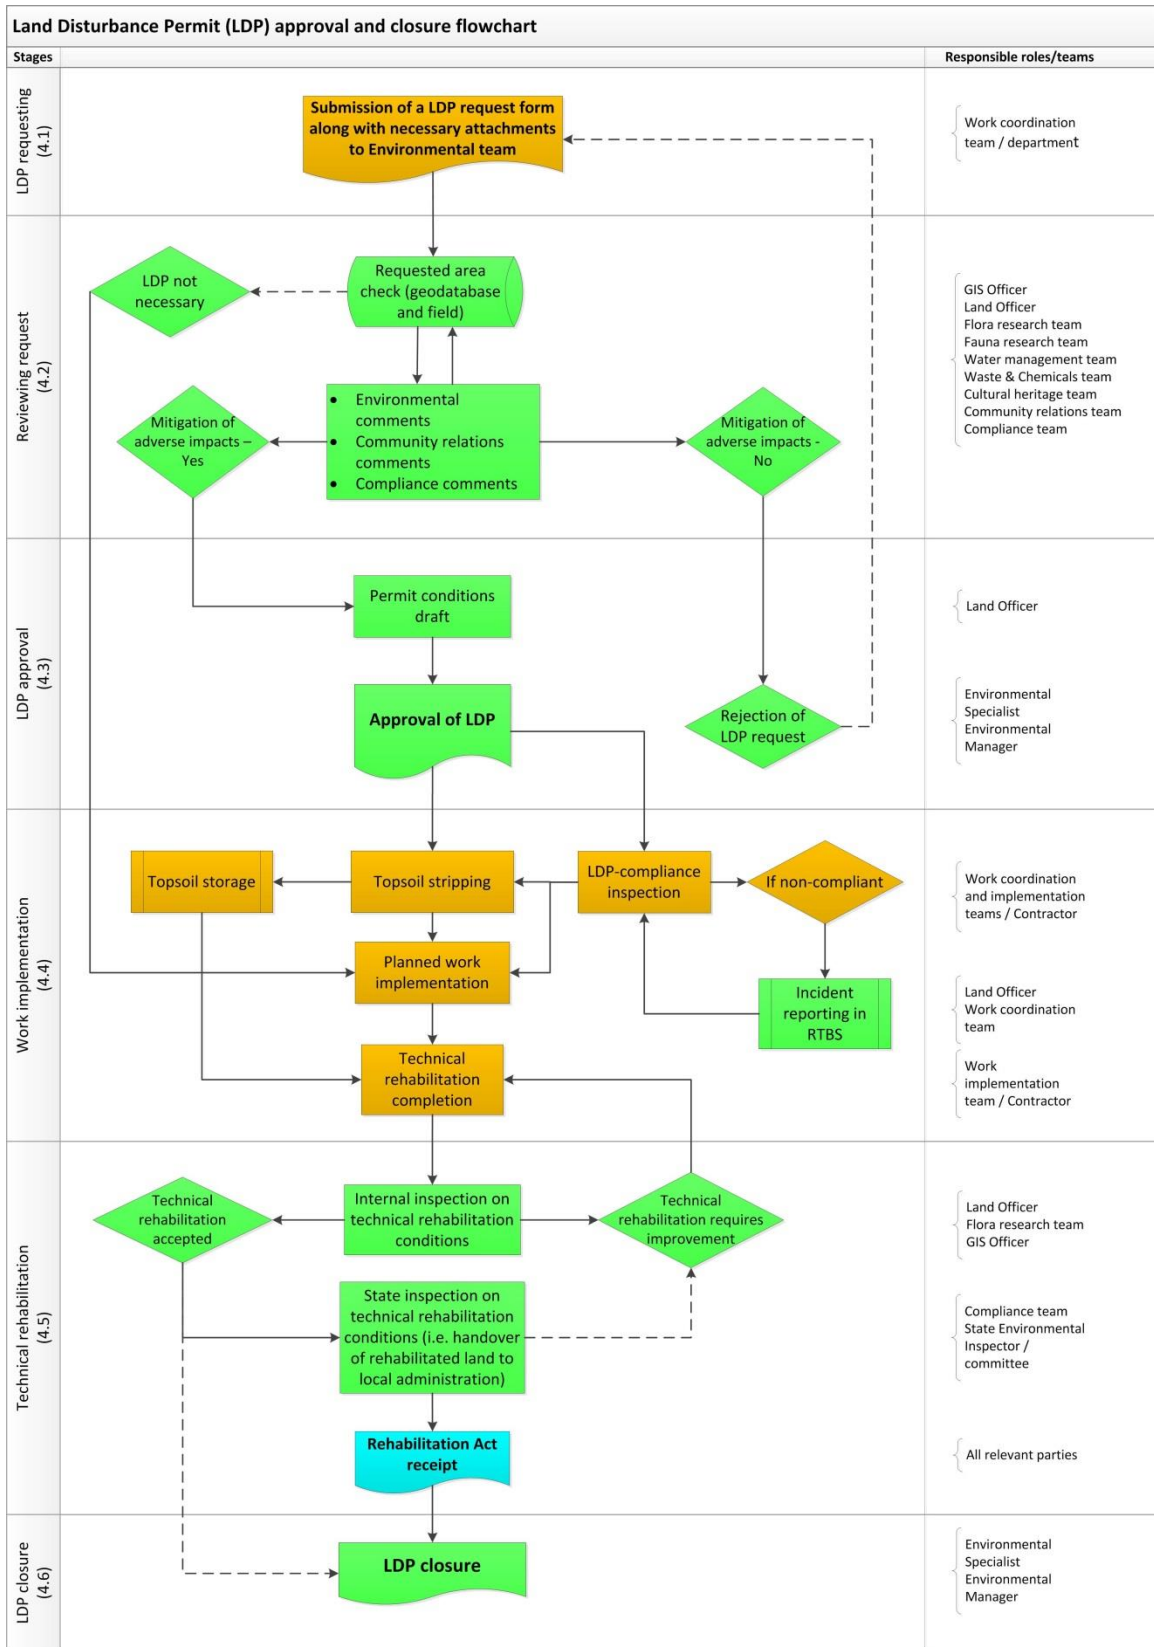 Land Disturbance Permit (LDP) approval and closure flowchart
Stages
Responsible roles/teams
LDP requesting
(4.1)
Submission of a LDP request form
along with necessary attachments
to Environmental team
Work coordination
team / department
Reviewing request
(4.2)
LDP not
necessary
Requested area
check (geodatabase
and field)
GIS Officer
Land Officer
Flora research team
Fauna research team
Water management team
Waste & Chemicals team
Cultural heritage team
Community relations team
Compliance team
Mitigation of
adverse impacts –
Yes
• Environmental
comments
• Community relations
comments
• Compliance comments
Mitigation of
adverse impacts -
No
LDP approval
(4.3)
Permit conditions
draft
Land Officer
Approval of LDP
Rejection of
LDP request
Environmental
Specialist
Environmental
Manager
Work implementation
(4.4)
Topsoil storage
Topsoil stripping
LDP-compliance
inspection
If non-compliant
Work coordination
and implementation
teams / Contractor
Planned work
implementation
Incident
reporting in
RTBS
Land Officer
Work coordination
team
Technical
rehabilitation
completion
Work
implementation
team / Contractor
Technical rehabilitation
(4.5)
Technical
rehabilitation
accepted
Internal inspection on
technical rehabilitation
conditions
Technical
rehabilitation requires
improvement
Land Officer
Flora research team
GIS Officer
State inspection on
technical rehabilitation
conditions (i.e. handover
of rehabilitated land to
local administration)
Compliance team
State Environmental
Inspector /
committee
Rehabilitation Act
receipt
All relevant parties
LDP closure
(4.6)
LDP closure
Environmental
Specialist
Environmental
Manager